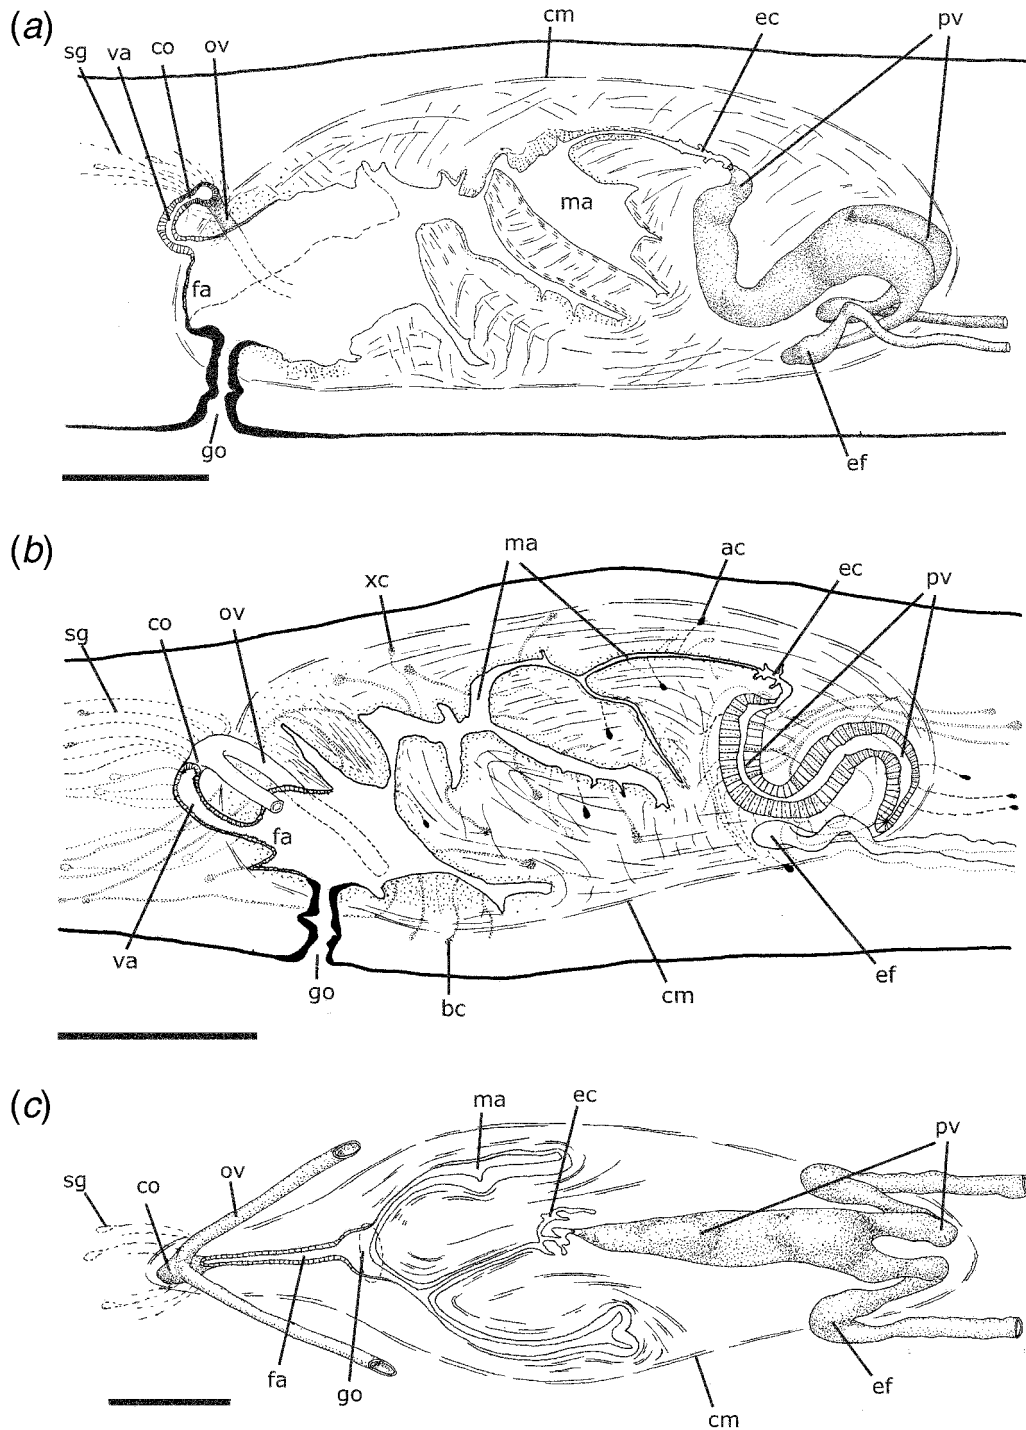 (a)
cm ec pv
sg va co ov
ma
fa
go
ef
(b)
ma ac
xc ec pv
sg co ov
fa
va
go
bc
cm
ef
(c)
ma ec
pv
sg co ov
fa go
ef
cm